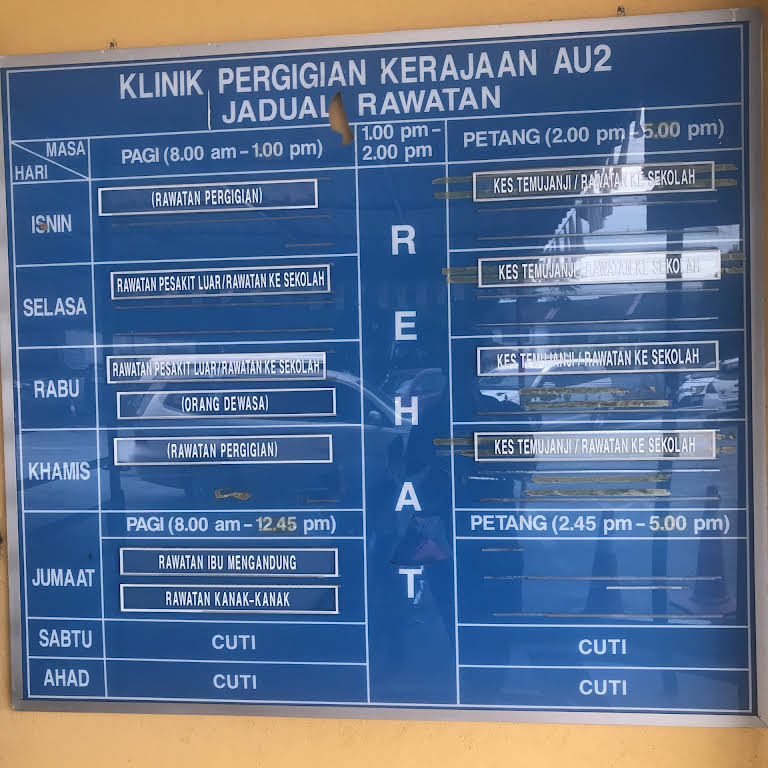 KLINIK PERGIGIAN KERAJAAN AU2
JADUAL RAWATAN
MASA
HARI
PAGI (8.00 am – 1.00 pm)
1.00 pm –
2.00 pm
PETANG (2.00 pm – 5.00 pm)
ISNIN
(RAWATAN PERGIGIAN)
KES TEMUJANJI / RAWATAN KE SEKOLAH
SELASA
RAWATAN PESAKIT LUAR/RAWATAN KE SEKOLAH
KES TEMUJANJI / RAWATAN KE SEKOLAH
RABU
RAWATAN PESAKIT LUAR/RAWATAN KE SEKOLAH
(ORANG DEWASA)
KES TEMUJANJI / RAWATAN KE SEKOLAH
KHAMIS
(RAWATAN PERGIGIAN)
KES TEMUJANJI / RAWATAN KE SEKOLAH
REHAT
PAGI (8.00 am – 12.45 pm)
PETANG (2.45 pm – 5.00 pm)
JUMAAT
RAWATAN IBU MENGANDUNG
RAWATAN KANAK-KANAK
SABTU
CUTI
CUTI
AHAD
CUTI
CUTI